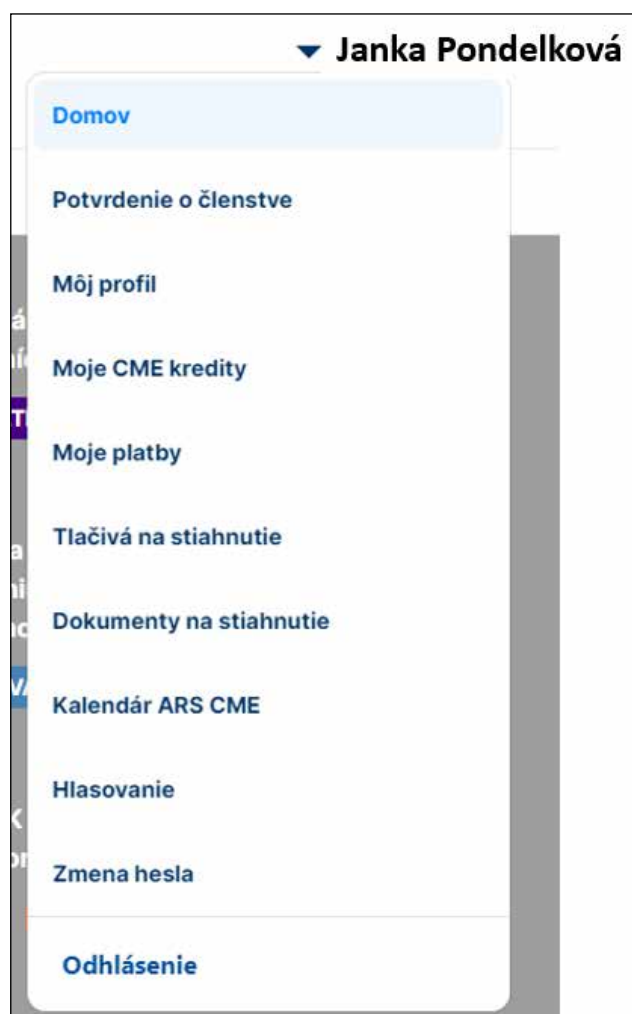 Janka Pondelková
Domov
Potvrdenie o členstve
Môj profil
Moje CME kredity
Moje platby
Tlačivá na stiahnutie
Dokumenty na stiahnutie
Kalendár ARS CME
Hlasovanie
Zmena hesla
Odhlásenie